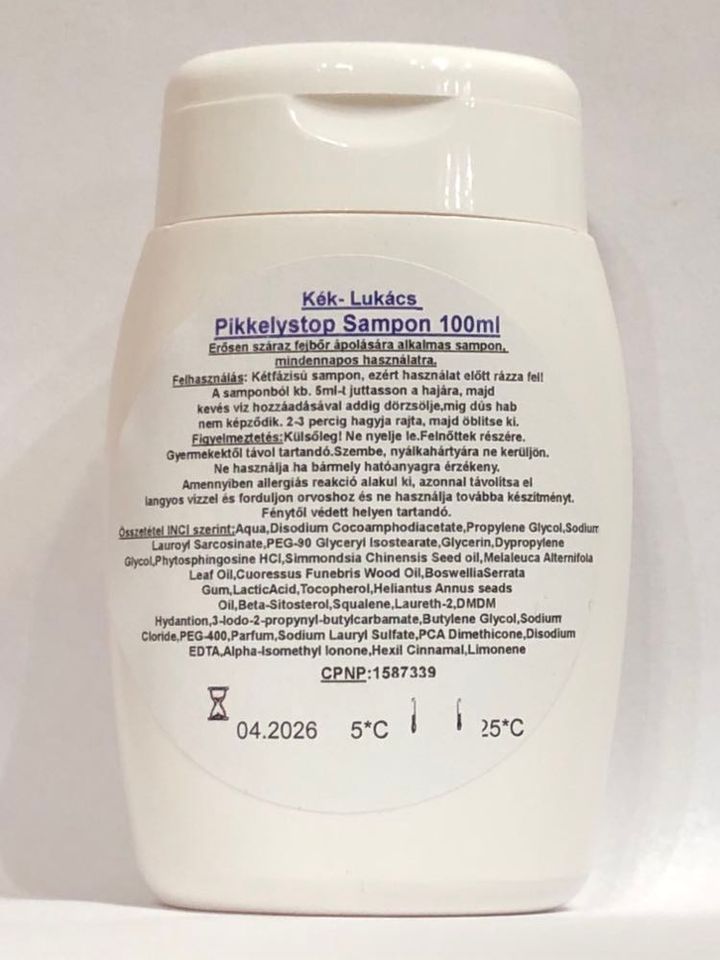 Kék- Lukács
Pikkelystop Sampon 100ml
Erősen száraz fejbőr ápolására alkalmas sampon,
mindennapos használatra.
Felhasználás: Kétfázisú sampon, ezért használat előtt rázza fel!
A samponból kb. 5ml-t juttasson a hajára, majd
kevés víz hozzáadásával addig dörzsölje,míg dús hab
nem képződik. 2-3 percig hagyja rajta, majd öblítse ki.
Figyelmeztetés:Külsőleg! Ne nyelje le.Felnőttek részére.
Gyermekektől távol tartandó.Szembe, nyálkahártyára ne kerüljön.
Ne használja ha bármely hatóanyagra érzékeny.
Amennyiben allergiás reakció alakul ki, azonnal távolítsa el
langyos vízzel és forduljon orvoshoz és ne használja továbba készítményt.
Fénytől védett helyen tartandó.
Összetétel INCI szerint:Aqua,Disodium Cocoamphodiacetate,Propylene Glycol,Sodium
Lauroyl Sarcosinate,PEG-90 Glyceryl Isostearate,Glycerin,Dypropylene
Glycol,Phytosphingosine HCl,Simmondsia Chinensis Seed oil,Melaleuca Alternifola
Leaf Oil,Cuoressus Funebris Wood Oil,BoswelliaSerrata
Gum,LacticAcid,Tocopherol,Heliantus Annus seads
Oil,Beta-Sitosterol,Squalene,Laureth-2,DMDM
Hydantion,3-Iodo-2-propynyl-butylcarbamate,Butylene Glycol,Sodium
Cloride,PEG-400,Parfum,Sodium Lauryl Sulfate,PCA Dimethicone,Disodium
EDTA,Alpha-Isomethyl Ionone,Hexil Cinnamal,Limonene
CPNP:1587339
04.2026 5*C 25*C